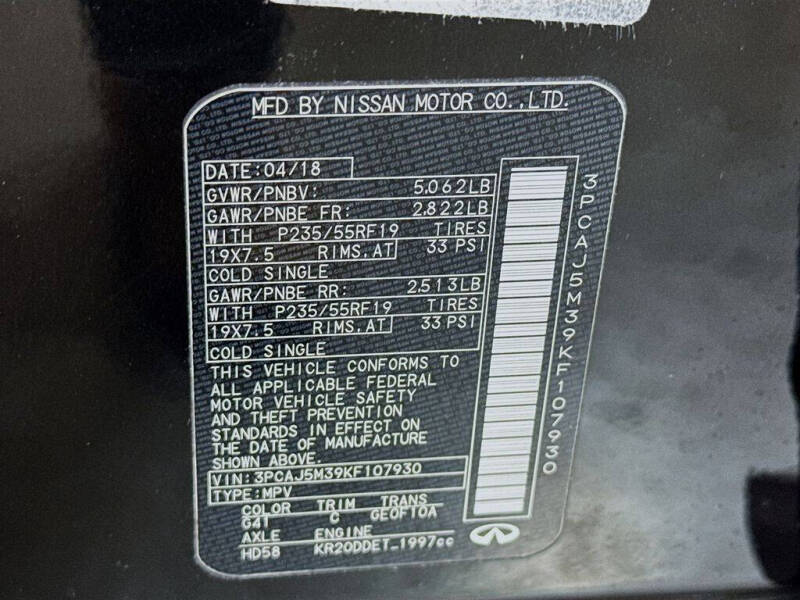 MFD BY NISSAN MOTOR CO.,LTD.
DATE:04/18
GVWR/PNBV: 5.062LB
GAWR/PNBE FR: 2.822LB
WITH P235/55RF19 TIRES
19X7.5 RIMS.AT 33 PSI
COLD SINGLE
GAWR/PNBE RR: 2.513LB
WITH P235/55RF19 TIRES
19X7.5 RIMS.AT 33 PSI
COLD SINGLE
THIS VEHICLE CONFORMS TO
ALL APPLICABLE FEDERAL
MOTOR VEHICLE SAFETY
AND THEFT PREVENTION
STANDARDS IN EFFECT ON
THE DATE OF MANUFACTURE
SHOWN ABOVE.
VIN:3PCAJ5M39KF107930
TYPE:MPV
COLOR TRIM TRANS
G41 C GE0F10A
AXLE ENGINE
HD58 KR20DDET_1997cc
3PCAJ5M39KF107930